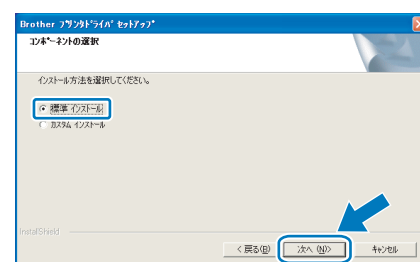 Brother ﾌﾟﾘﾝﾀﾄﾞﾗｲﾊﾞ ｾｯﾄｱｯﾌﾟ
ｺﾝﾎﾟｰﾈﾝﾄの選択
ｲﾝｽﾄｰﾙ方法を選択してください。
標準 ｲﾝｽﾄｰﾙ
ｶｽﾀﾑ ｲﾝｽﾄｰﾙ
InstallShield
< 戻る(B)
次へ (N)>
ｷｬﾝｾﾙ